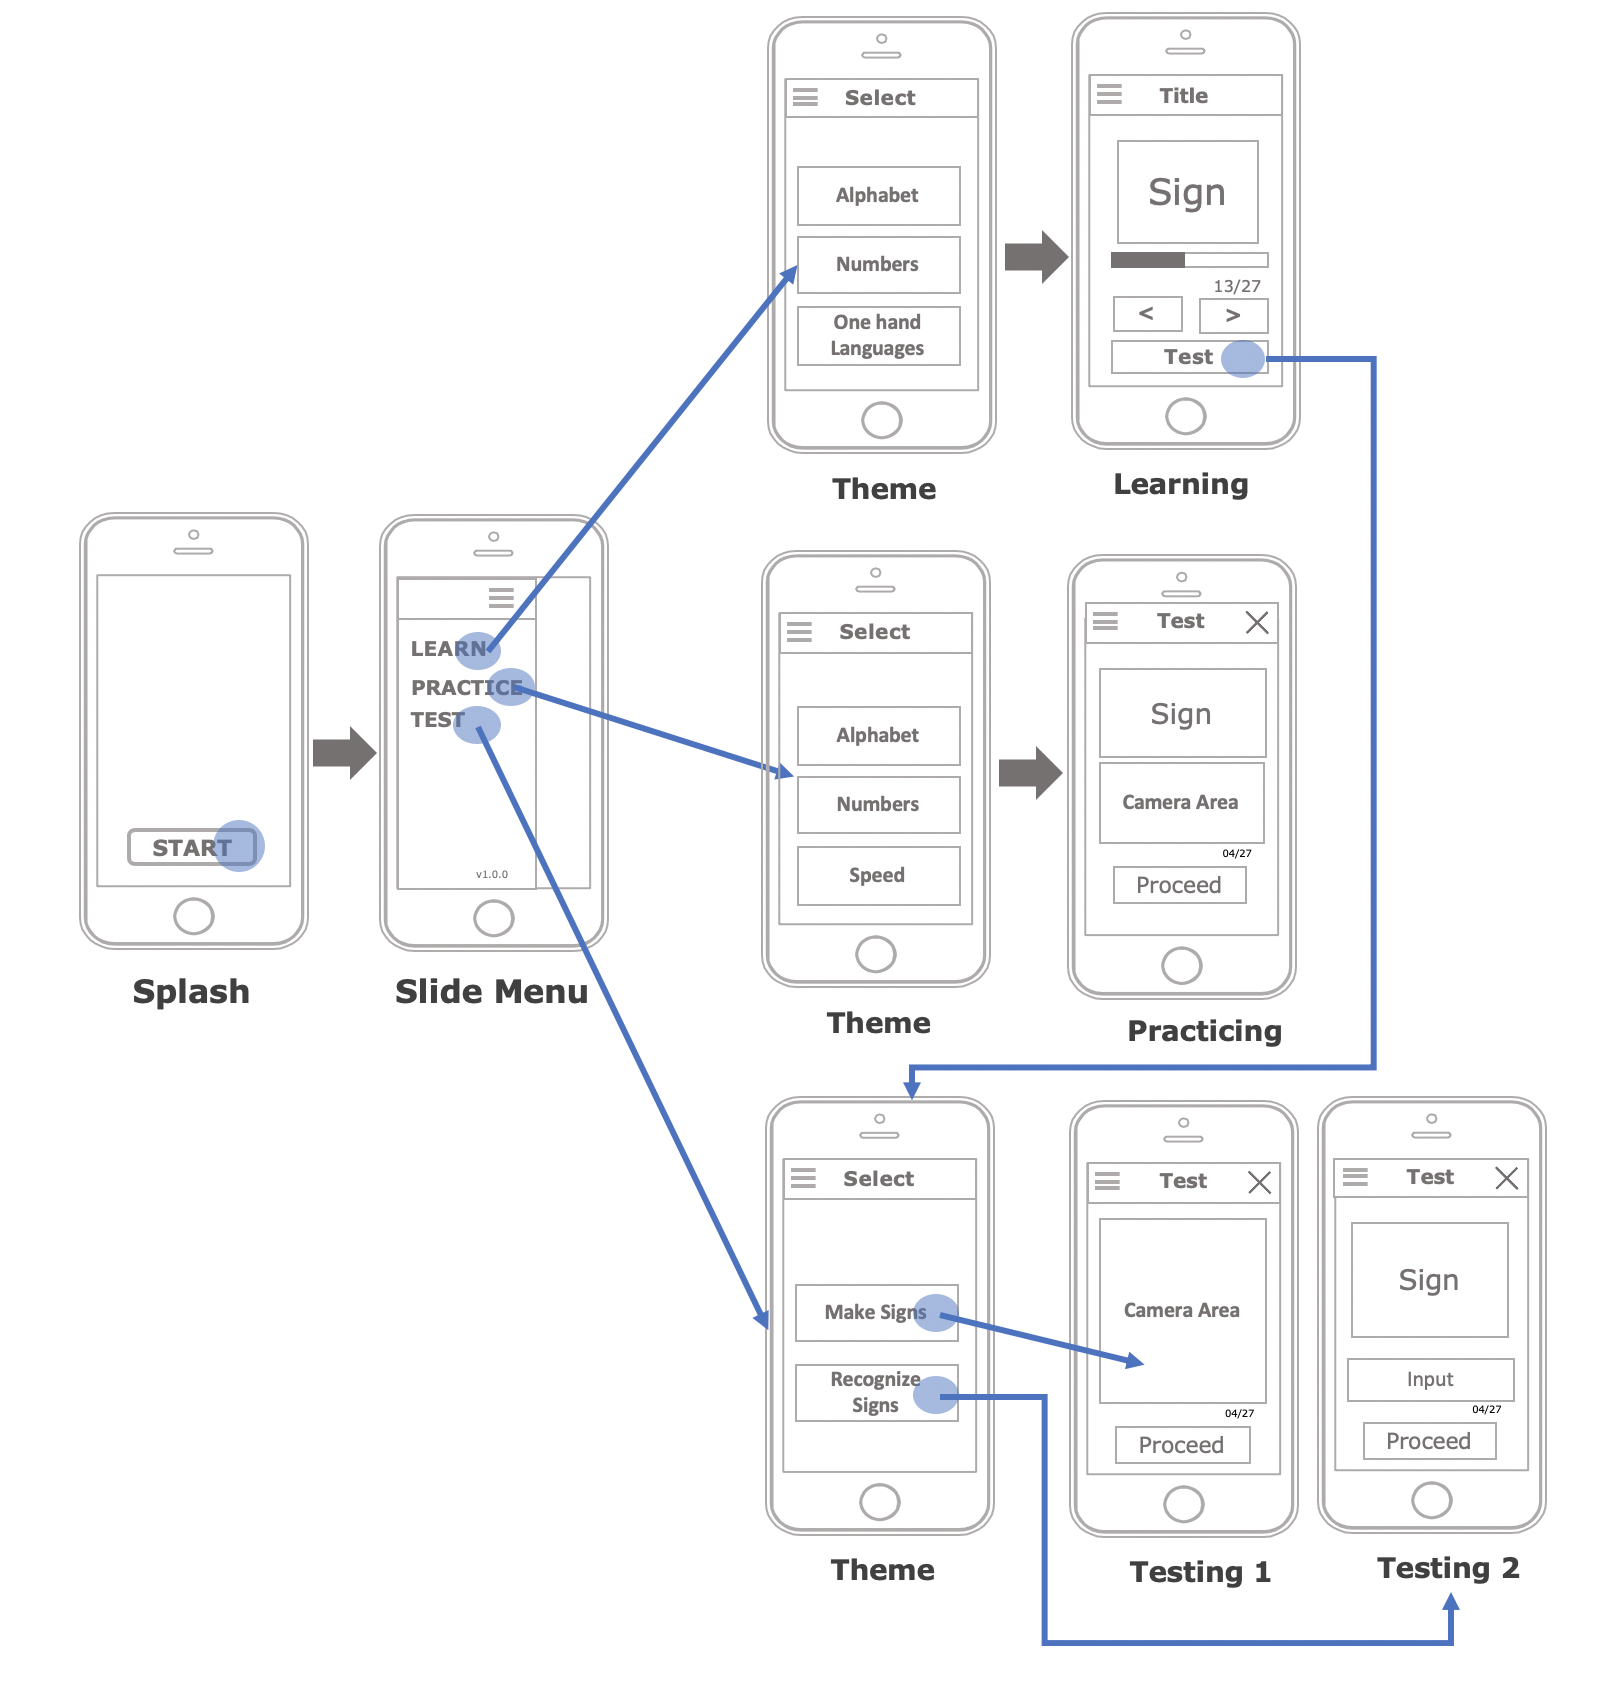 Select
Alphabet
Numbers
One hand
Languages
Theme
Title
Sign
13/27
<
>
Test
Learning
START
Splash
LEARN
PRACTICE
TEST
v1.0.0
Slide Menu
Select
Alphabet
Numbers
Speed
Theme
Test
Sign
Camera Area
04/27
Proceed
Practicing
Select
Make Signs
Recognize
Signs
Theme
Test
Camera Area
04/27
Proceed
Testing 1
Test
Sign
Input
04/27
Proceed
Testing 2